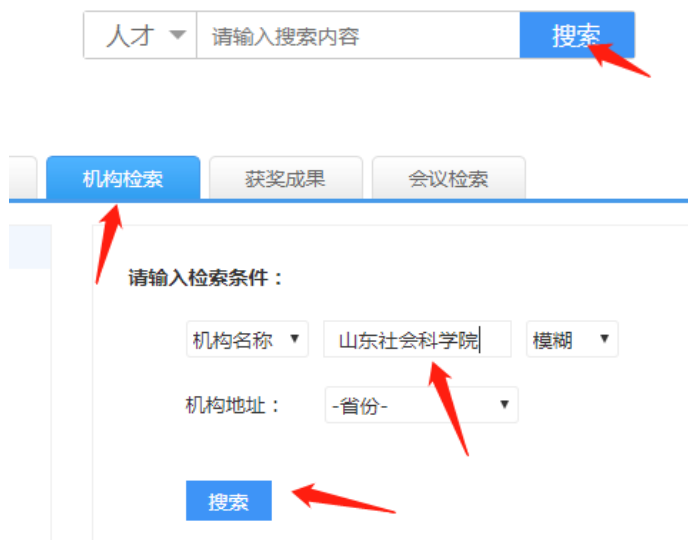 人才 请输入搜索内容 搜索
机构检索 获奖成果 会议检索
请输入检索条件：
机构名称 山东社会科学院 模糊
机构地址： -省份-
搜索